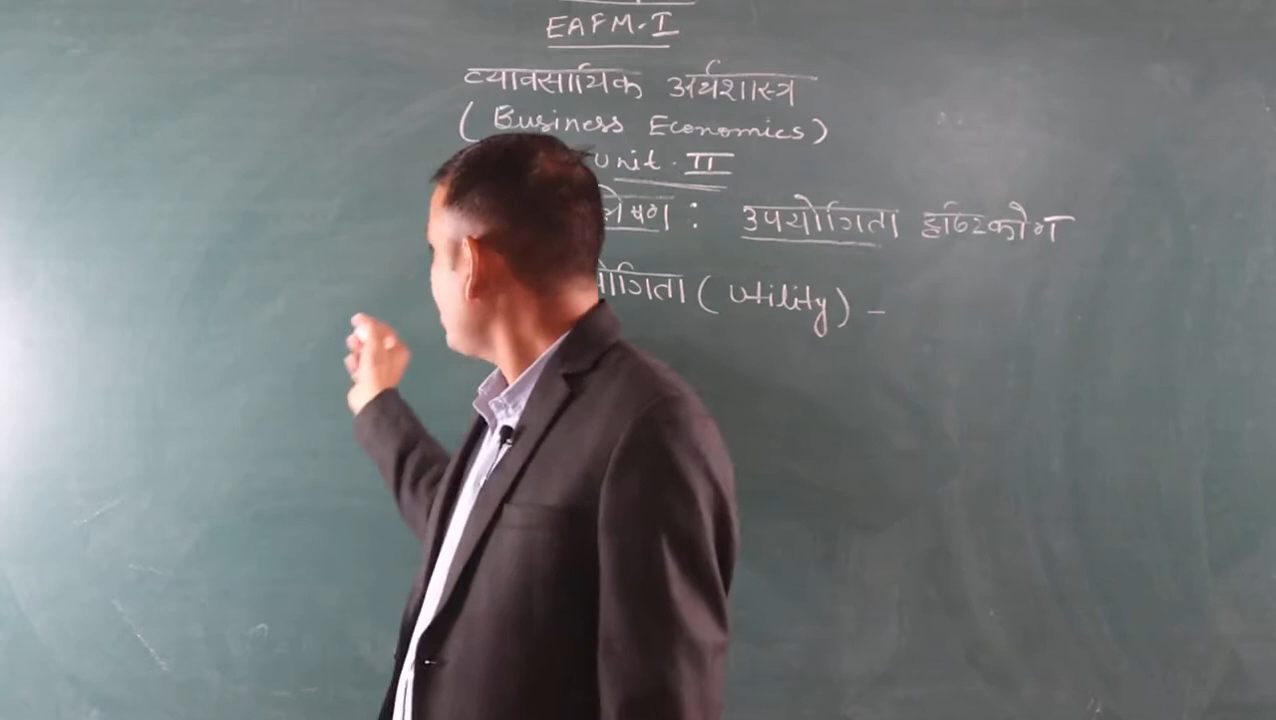 EAFM-I
व्यावसायिक अर्थशास्त्र
(Business Economics)
Unit - II
: उपयोगिता दृष्टिकोण
(Utility) -